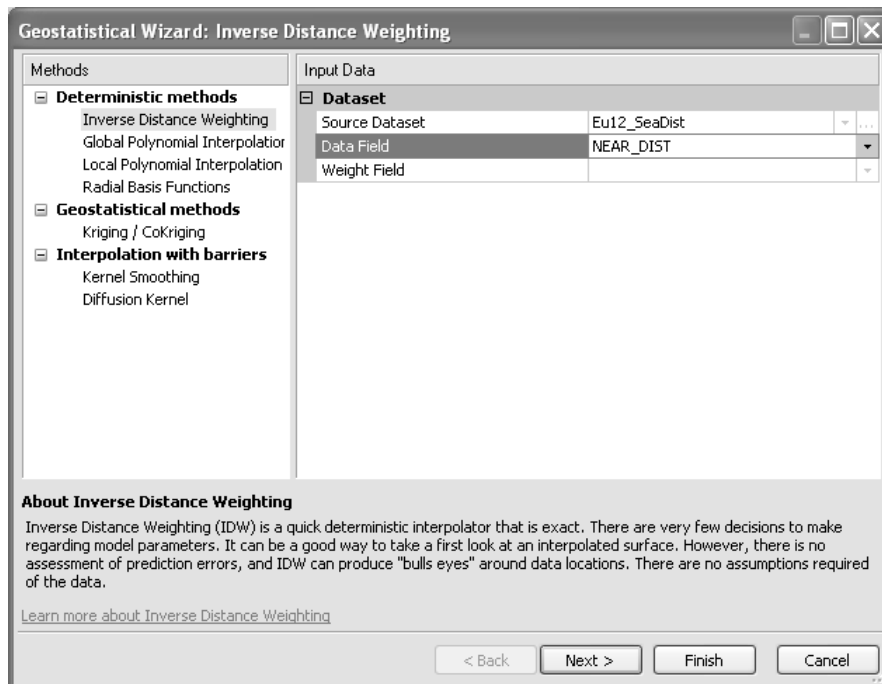 Geostatistical Wizard: Inverse Distance Weighting
Methods
Deterministic methods
Inverse Distance Weighting
Global Polynomial Interpolatior
Local Polynomial Interpolation
Radial Basis Functions
Geostatistical methods
Kriging / CoKriging
Interpolation with barriers
Kernel Smoothing
Diffusion Kernel
Input Data
Dataset
Source Dataset Eu12_SeaDist ...
Data Field NEAR_DIST
Weight Field
About Inverse Distance Weighting
Inverse Distance Weighting (IDW) is a quick deterministic interpolator that is exact. There are very few decisions to make
regarding model parameters. It can be a good way to take a first look at an interpolated surface. However, there is no
assessment of prediction errors, and IDW can produce "bulls eyes" around data locations. There are no assumptions required
of the data.
Learn more about Inverse Distance Weighting
< Back Next > Finish Cancel